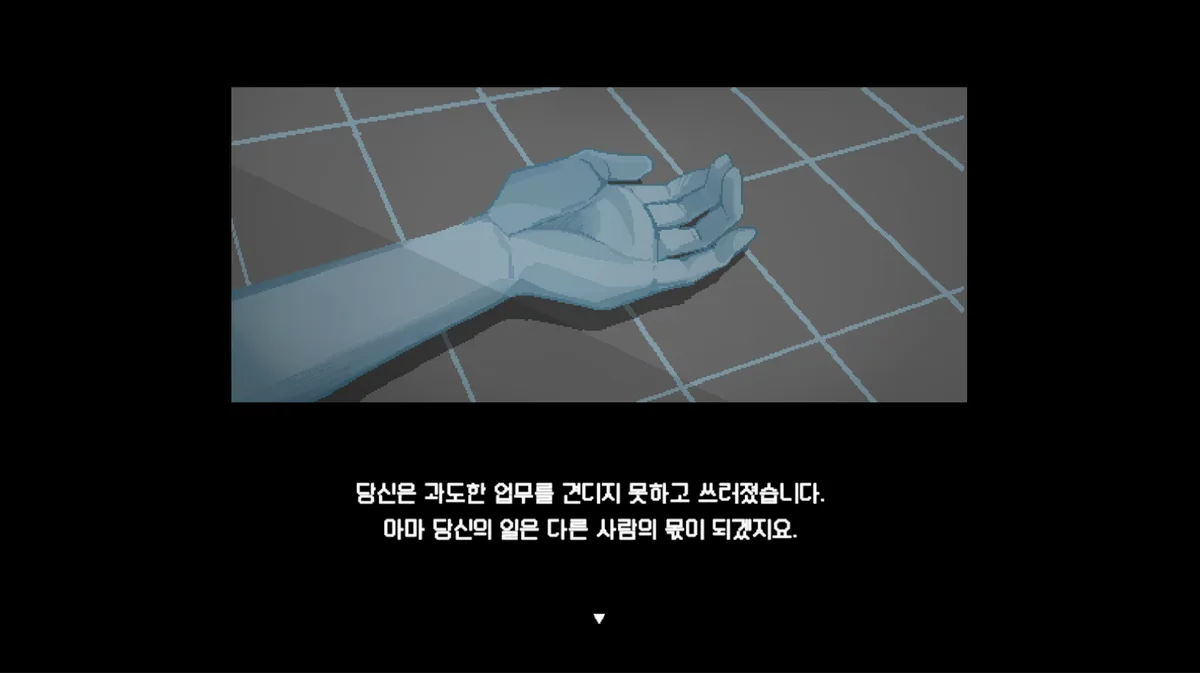 당신은 과도한 업무를 견디지 못하고 쓰러졌습니다.
아마 당신의 일은 다른 사람의 몫이 되겠지요.